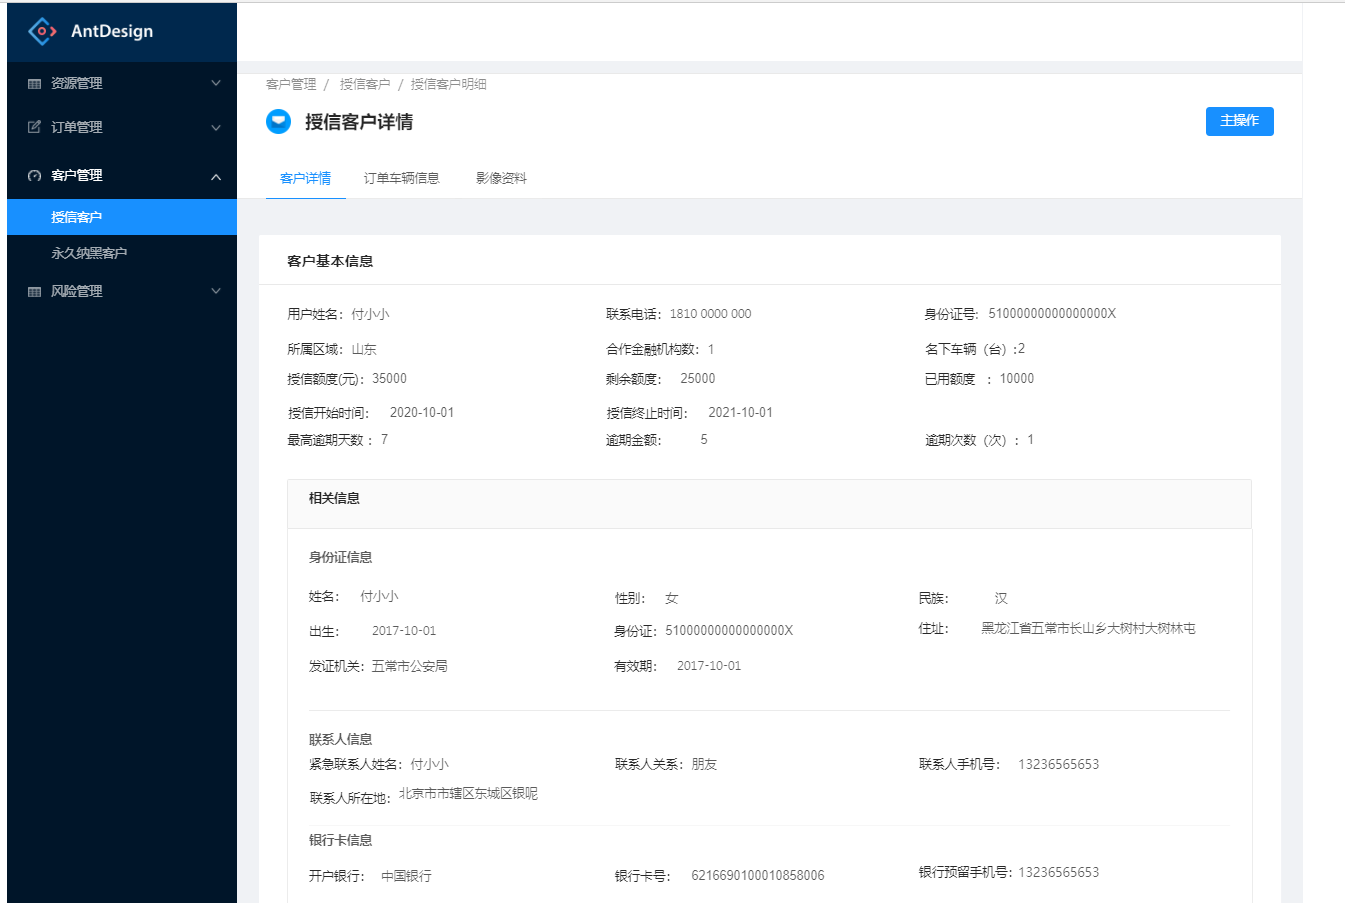 AntDesign
资源管理
订单管理
客户管理
授信客户
永久纳黑客户
风险管理
客户管理 / 授信客户 / 授信客户明细
授信客户详情
主操作
客户详情 订单车辆信息 影像资料
客户基本信息
用户姓名：付小小 联系电话：1810 0000 000 身份证号: 51000000000000000X
所属区域：山东 合作金融机构数：1 名下车辆（台）:2
授信额度(元)：35000 剩余额度： 25000 已用额度 ： 10000
授信开始时间： 2020-10-01 授信终止时间： 2021-10-01
最高逾期天数 : 7 逾期金额: 5 逾期次数（次）: 1
相关信息
身份证信息
姓名： 付小小 性别： 女 民族： 汉
出生： 2017-10-01 身份证：51000000000000000X 住址： 黑龙江省五常市长山乡大树村大树林屯
发证机关：五常市公安局 有效期： 2017-10-01
联系人信息
紧急联系人姓名：付小小 联系人关系：朋友 联系人手机号： 13236565653
联系人所在地：北京市市辖区东城区银呢
银行卡信息
开户银行： 中国银行 银行卡号： 6216690100010858006 银行预留手机号：13236565653